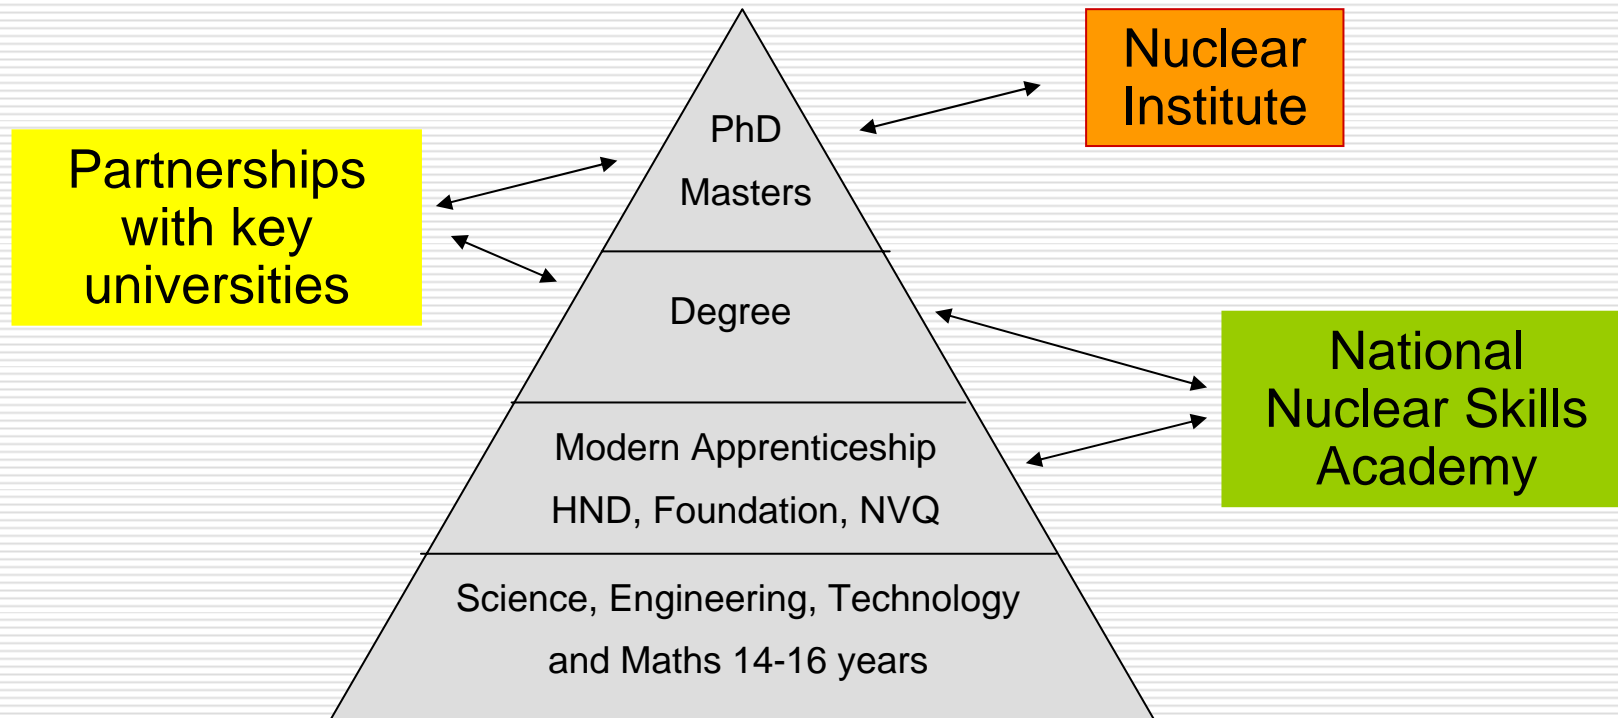 Nuclear
Institute
PhD
Masters
Partnerships
with key
universities
Degree
National
Nuclear Skills
Academy
Modern Apprenticeship
HND, Foundation, NVQ
Science, Engineering, Technology
and Maths 14-16 years